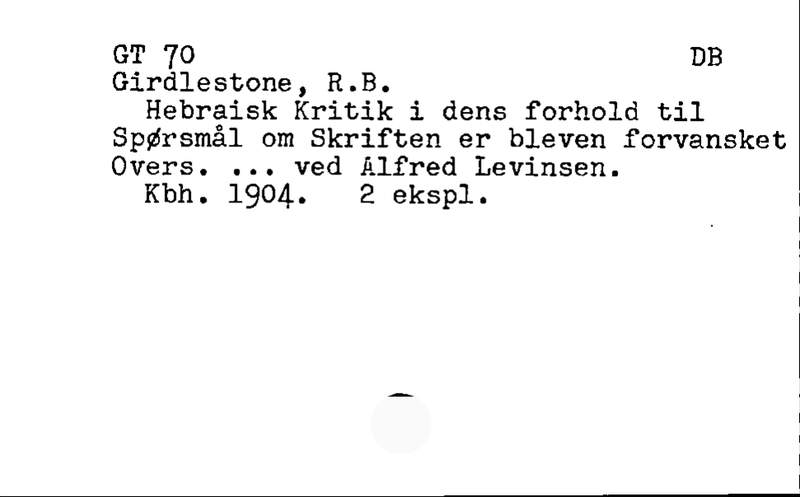 GT 70 DB
Girdlestone, R.B.
Hebraisk Kritik i dens forhold til
Spørsmål om Skriften er bleven forvansket
Overs. ... ved Alfred Levinsen.
Kbh. 1904. 2 ekspl.